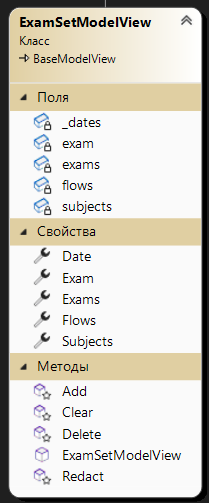 ExamSetModelView
Класс
BaseModelView
Поля
_dates
exam
exams
flows
subjects
Свойства
Date
Exam
Exams
Flows
Subjects
Методы
Add
Clear
Delete
ExamSetModelView
Redact